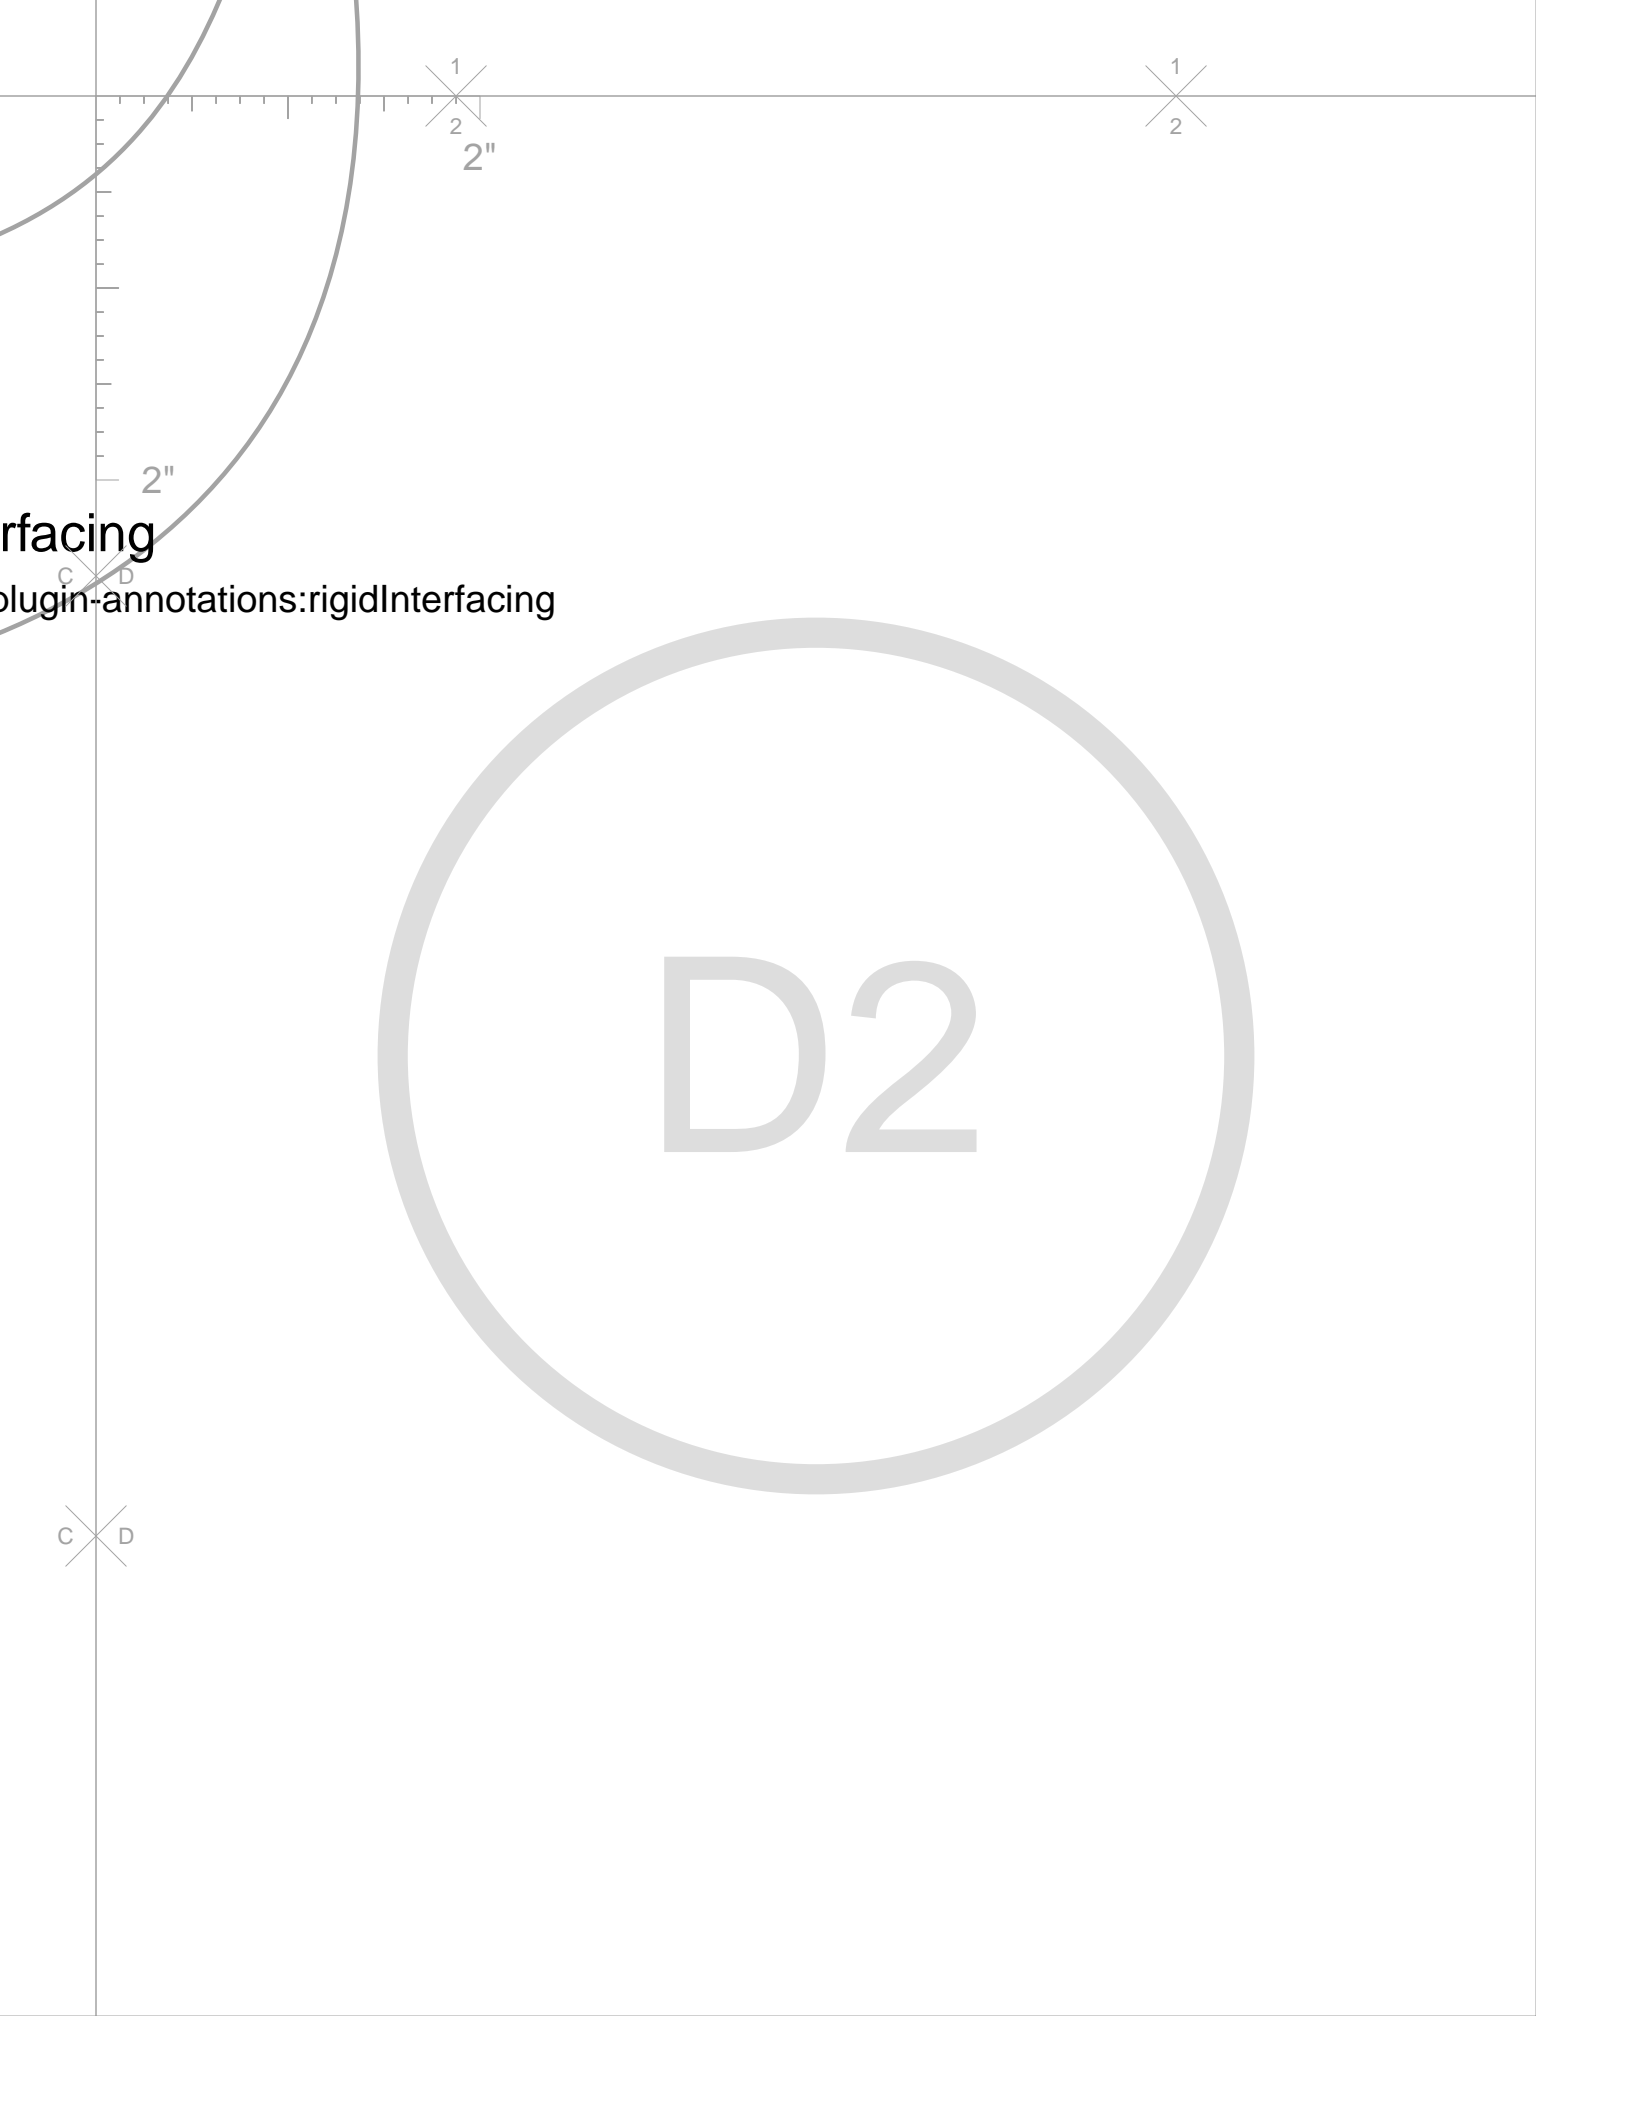 1
1
2
2
2"
2"
rfacing
C D
plugin-annotations:rigidInterfacing
D2
C D